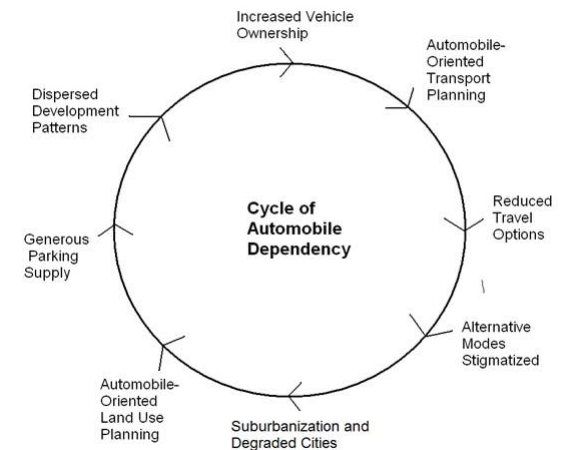 Increased Vehicle
Ownership
Automobile-
Oriented
Transport
Planning
Reduced
Travel
Options
Alternative
Modes
Stigmatized
Suburbanization and
Degraded Cities
Automobile-
Oriented
Land Use
Planning
Generous
Parking
Supply
Dispersed
Development
Patterns
Cycle of
Automobile
Dependency